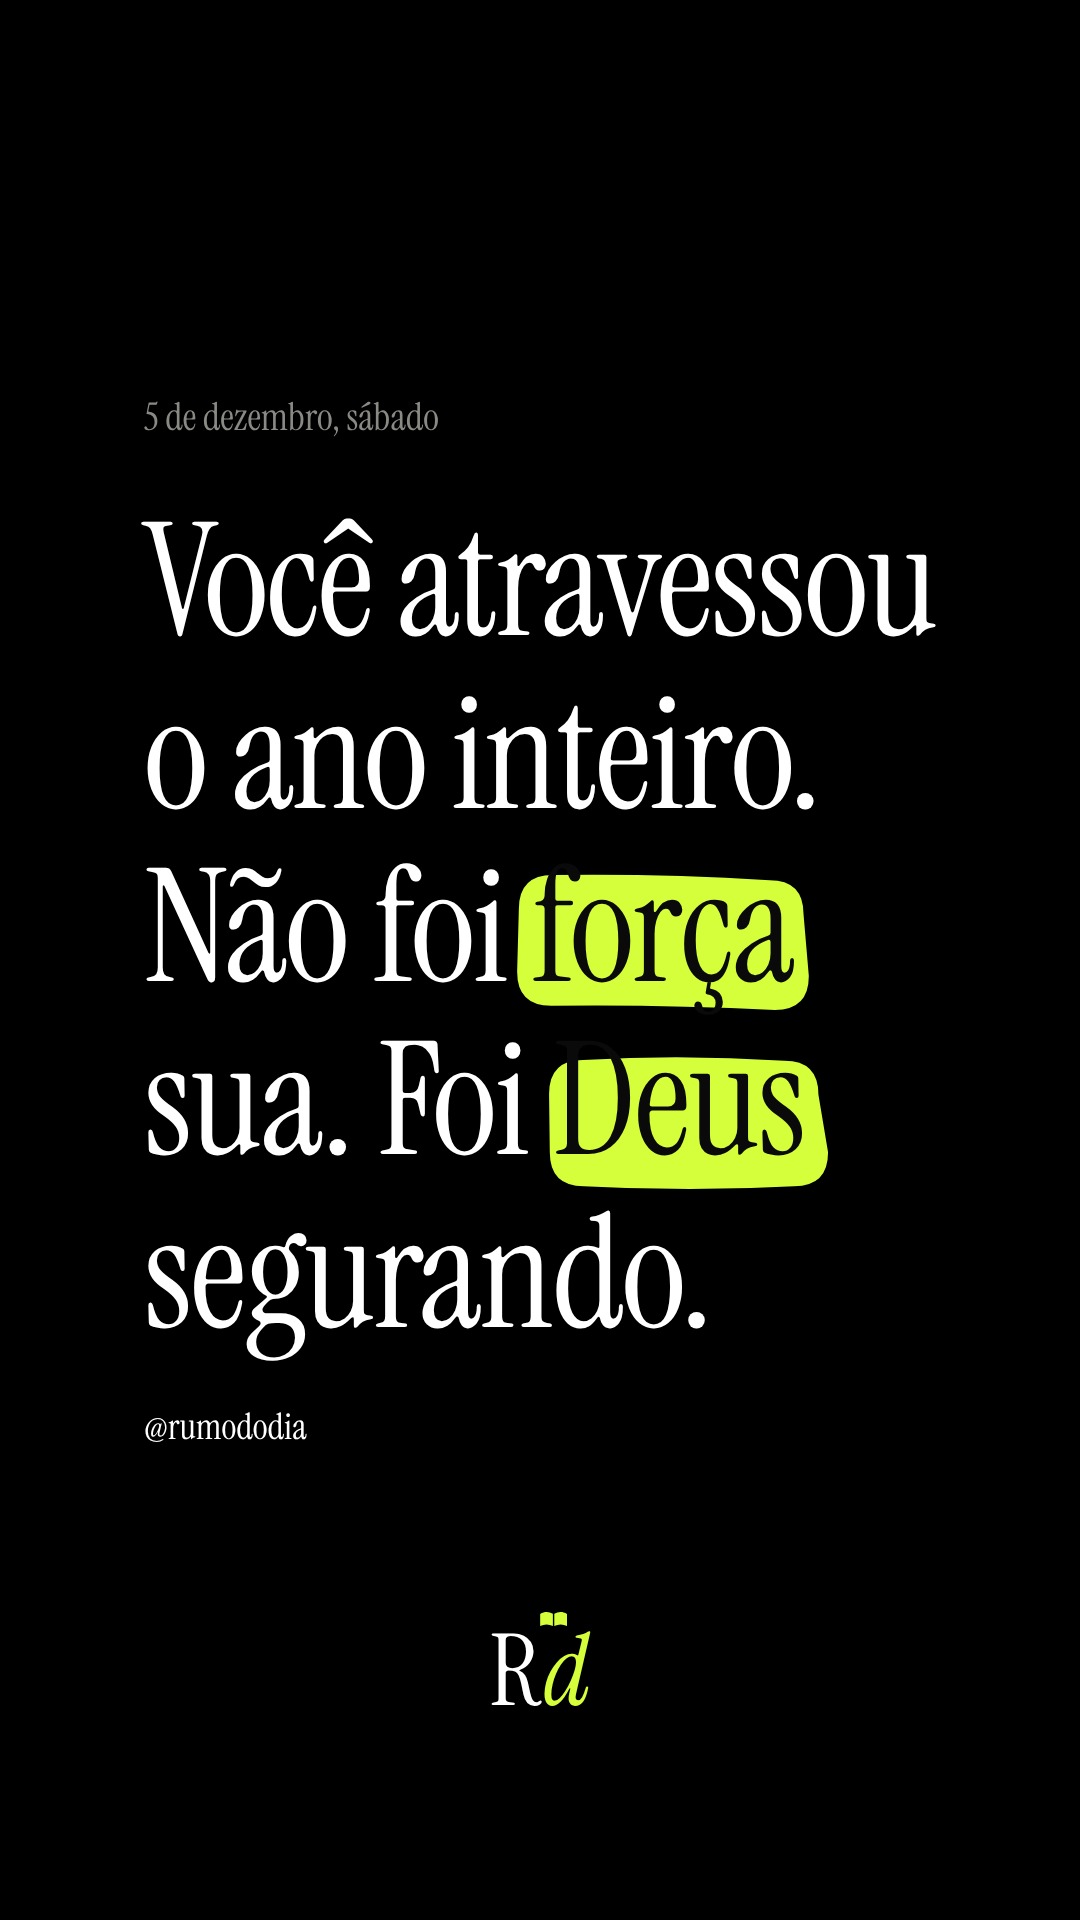 5 de dezembro, sábado
Você atravessou
o ano inteiro.
Não foi força
sua. Foi Deus
segurando.
@rumododia
Rd